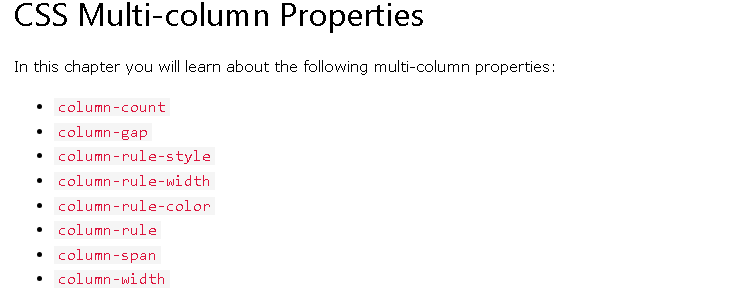 CSS Multi-column Properties
In this chapter you will learn about the following multi-column properties:
column-count
column-gap
column-rule-style
column-rule-width
column-rule-color
column-rule
column-span
column-width